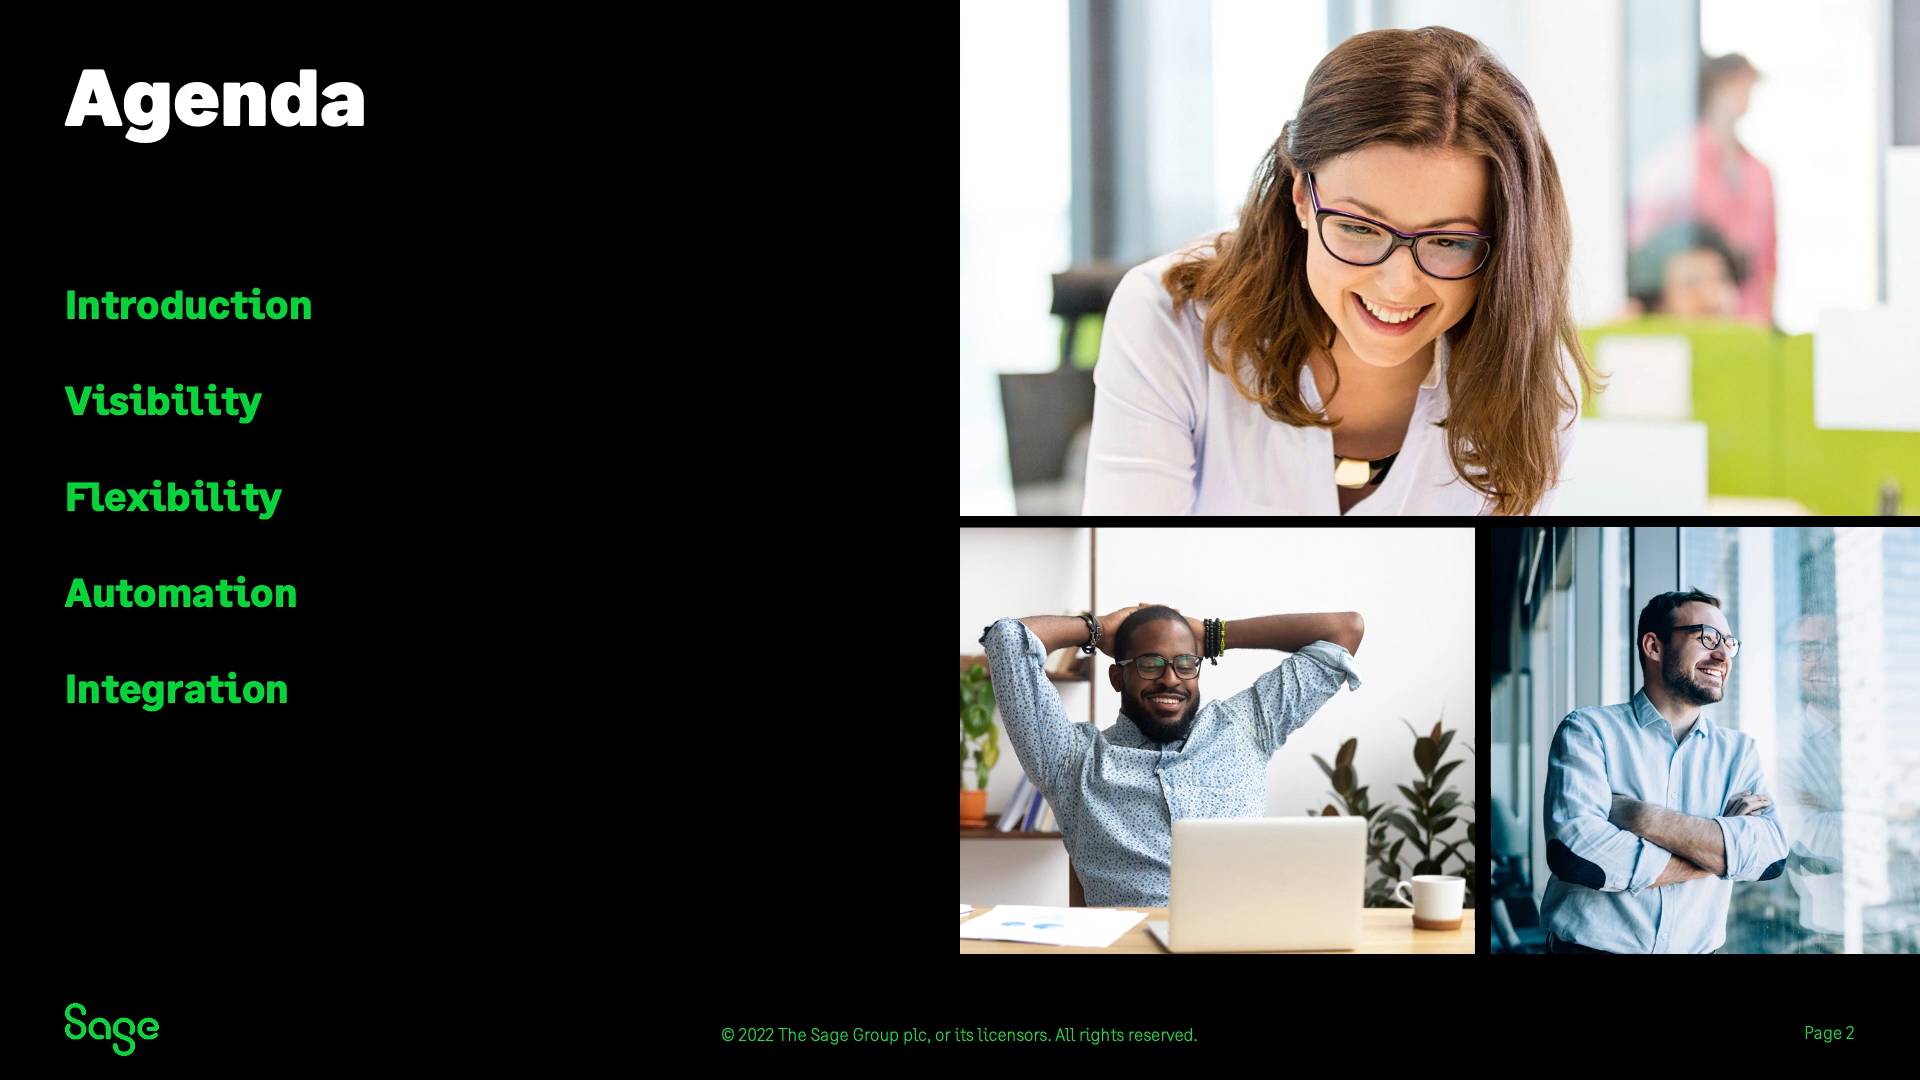 Agenda
Introduction
Visibility
Flexibility
Automation
Integration
Sage
© 2022 The Sage Group plc, or its licensors. All rights reserved.
Page 2